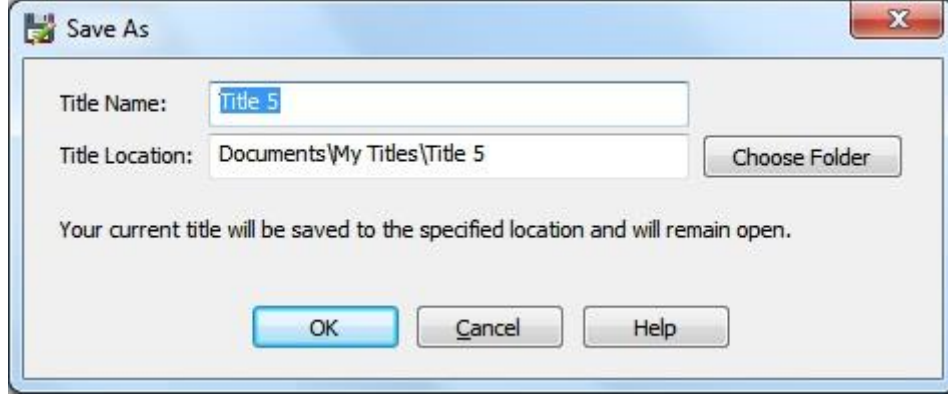 Save As
Title Name: Title 5
Title Location: Documents\My Titles\Title 5 Choose Folder
Your current title will be saved to the specified location and will remain open.
OK Cancel Help